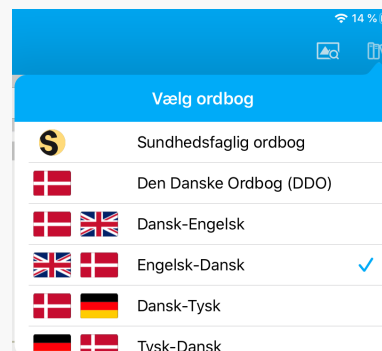 14 %
Vælg ordbog
S Sundhedsfaglig ordbog
Den Danske Ordbog (DDO)
Dansk-Engelsk
Engelsk-Dansk
Dansk-Tysk
Tysk-Dansk